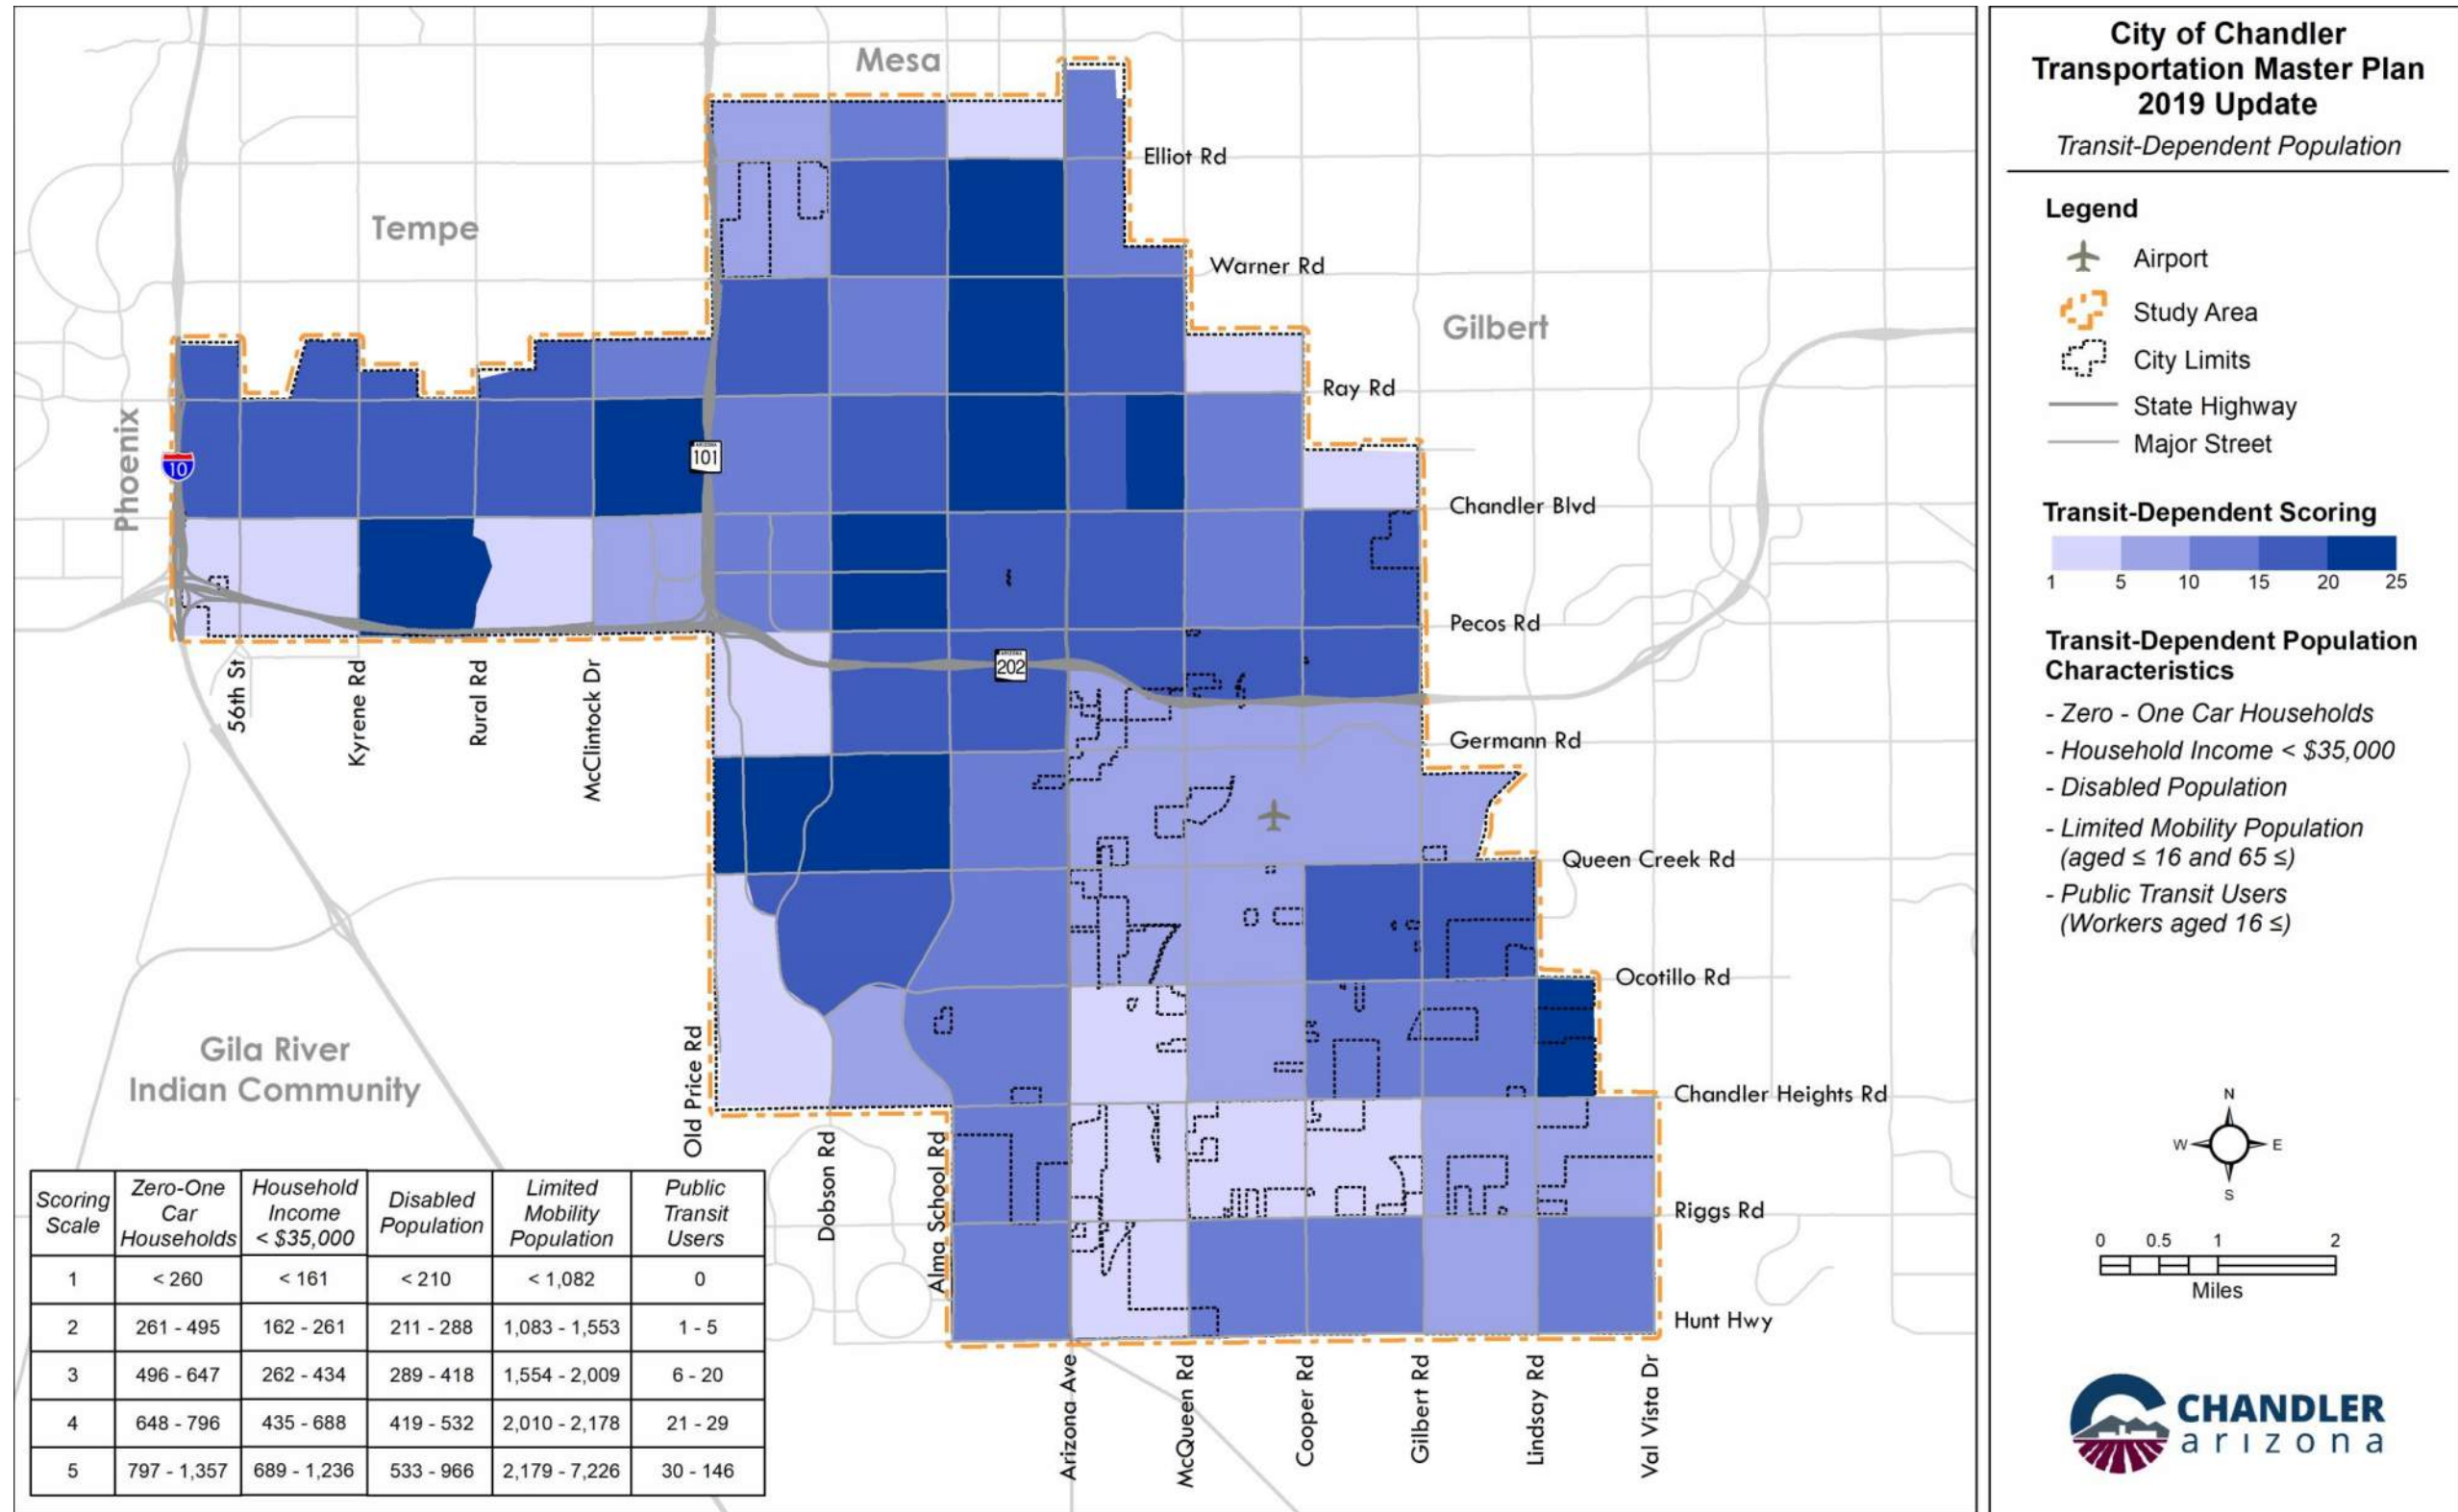 City of Chandler
Transportation Master Plan
2019 Update
Transit-Dependent Population
Legend
Airport
Study Area
City Limits
State Highway
Major Street
Transit-Dependent Scoring
1 5 10 15 20 25
Transit-Dependent Population
Characteristics
- Zero - One Car Households
- Household Income < $35,000
- Disabled Population
- Limited Mobility Population
(aged ≤ 16 and 65 ≤)
- Public Transit Users
(Workers aged 16 ≤)
N
W E
S
0 0.5 1 2
Miles
CHANDLER
arizona
Mesa
Tempe
Phoenix
Gilbert
Gila River
Indian Community
10
ARIZONA
101
ARIZONA
202
Elliot Rd
Warner Rd
Ray Rd
Chandler Blvd
Pecos Rd
Germann Rd
Queen Creek Rd
Ocotillo Rd
Chandler Heights Rd
Riggs Rd
Hunt Hwy
56th St
Kyrene Rd
Rural Rd
McClintock Dr
Old Price Rd
Dobson Rd
Alma School Rd
Arizona Ave
McQueen Rd
Cooper Rd
Gilbert Rd
Lindsay Rd
Val Vista Dr
Scoring Scale Zero-One Car Households Household Income < $35,000 Disabled Population Limited Mobility Population Public Transit Users
1 < 260 < 161 < 210 < 1,082 0
2 261 - 495 162 - 261 211 - 288 1,083 - 1,553 1 - 5
3 496 - 647 262 - 434 289 - 418 1,554 - 2,009 6 - 20
4 648 - 796 435 - 688 419 - 532 2,010 - 2,178 21 - 29
5 797 - 1,357 689 - 1,236 533 - 966 2,179 - 7,226 30 - 146